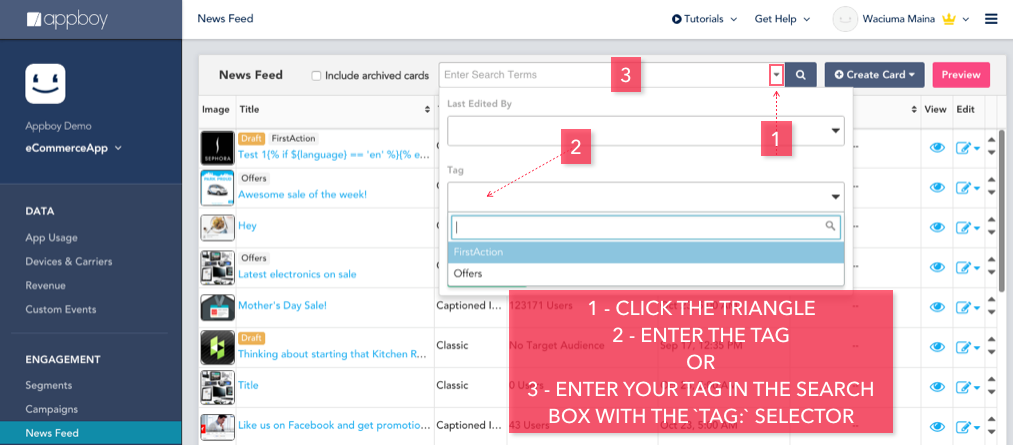 appboy
News Feed
Tutorials
Get Help
Waciuma Maina
Appboy Demo
eCommerceApp
DATA
App Usage
Devices & Carriers
Revenue
Custom Events
ENGAGEMENT
Segments
Campaigns
News Feed
News Feed
Include archived cards
Enter Search Terms
3
Create Card
Preview
Image
Title
View
Edit
Last Edited By
1
2
Tag
FirstAction
Offers
Draft FirstAction
SEPHORA
Test 1{% if ${language} == 'en' %}{% e...
Offers
Awesome sale of the week!
Hey
Offers
Latest electronics on sale
Mother's Day Sale!
Captioned I...
123171 Users
--
Draft
Thinking about starting that Kitchen R...
Classic
No Target Audience
Sep 17, 12:35 PM
Title
Classic
0 Users
Like us on Facebook and get promotio...
Captioned I...
43 Users
Oct 23, 5:00 AM
--
1 - CLICK THE TRIANGLE
2 - ENTER THE TAG
OR
3 - ENTER YOUR TAG IN THE SEARCH
BOX WITH THE `TAG:` SELECTOR